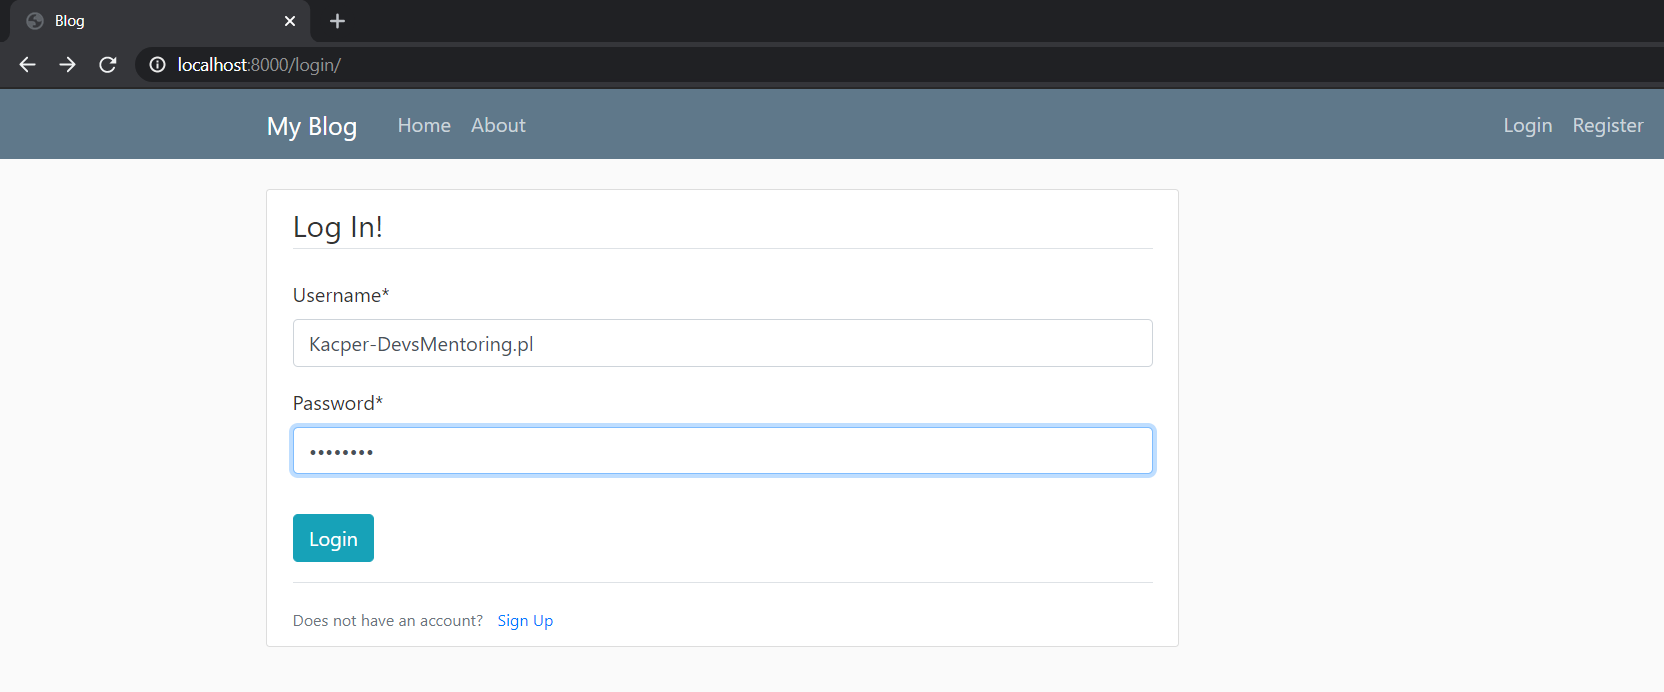 Blog
localhost:8000/login/
My Blog Home About Login Register
Log In!
Username*
Kacper-DevsMentoring.pl
Password*
••••••••
Login
Does not have an account? Sign Up